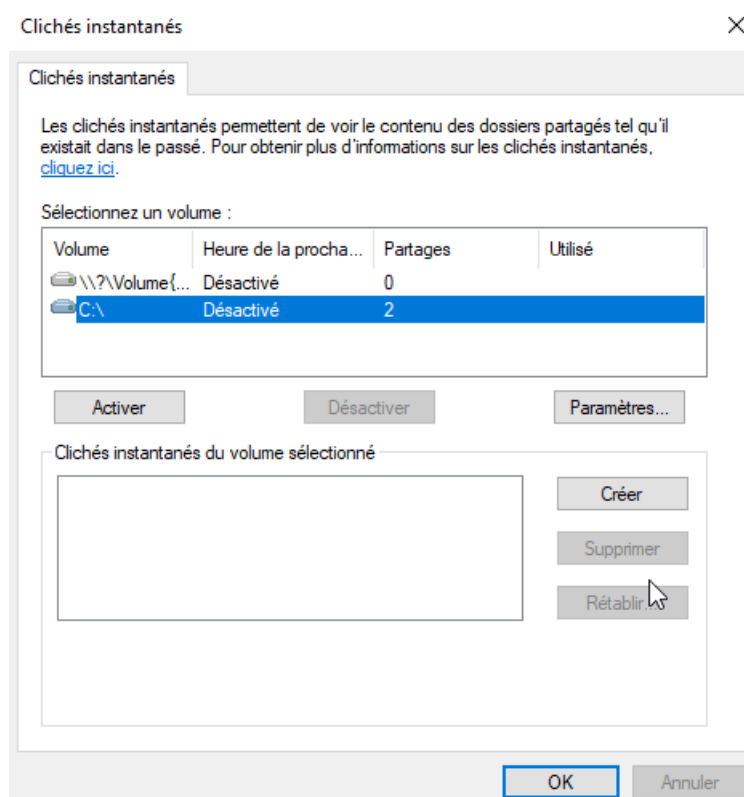 Clichés instantanés
Clichés instantanés
Les clichés instantanés permettent de voir le contenu des dossiers partagés tel qu'il
existait dans le passé. Pour obtenir plus d'informations sur les clichés instantanés,
cliquez ici.
Sélectionnez un volume :
Volume Heure de la procha... Partages Utilisé
\\?\Volume{... Désactivé 0
C:\ Désactivé 2
Activer Désactiver Paramètres...
Clichés instantanés du volume sélectionné
Créer
Supprimer
Rétablir...
OK Annuler